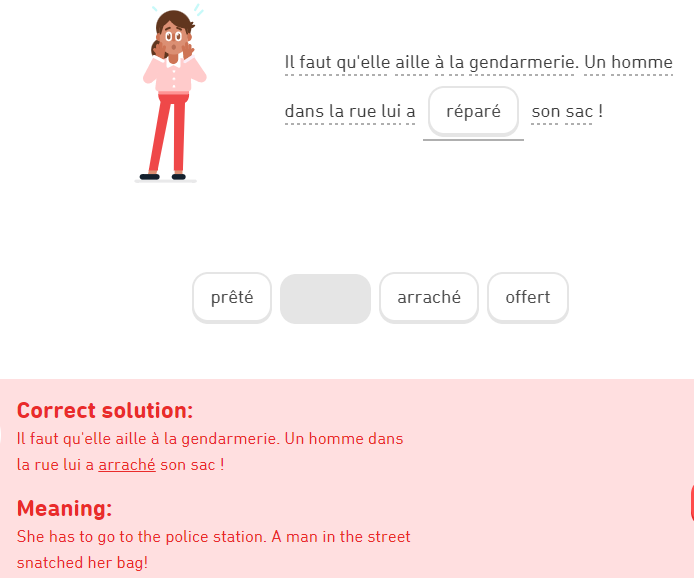 Il faut qu'elle aille à la gendarmerie. Un homme
dans la rue lui a réparé son sac !
prêté arraché offert
Correct solution:
Il faut qu'elle aille à la gendarmerie. Un homme dans
la rue lui a arraché son sac !
Meaning:
She has to go to the police station. A man in the street
snatched her bag!